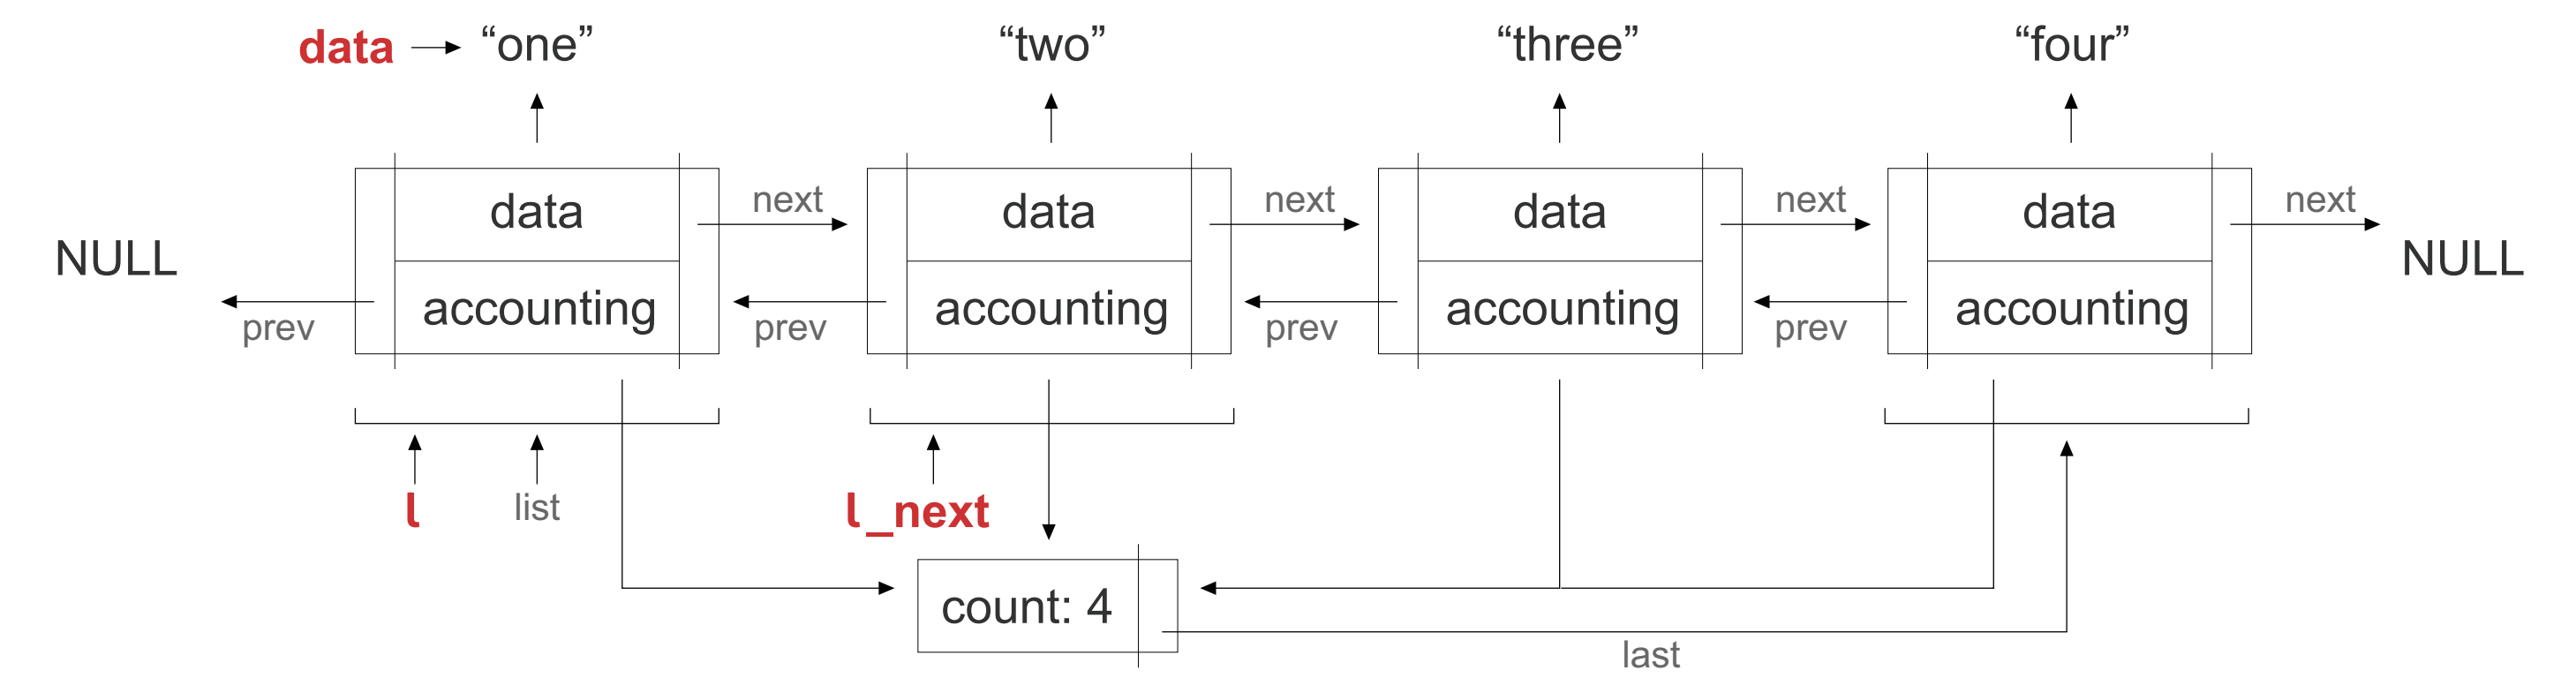 data “one” “two” “three” “four”
data next data next data next data next
NULL NULL
accounting accounting accounting accounting
prev prev prev prev
l list l_next
count: 4
last